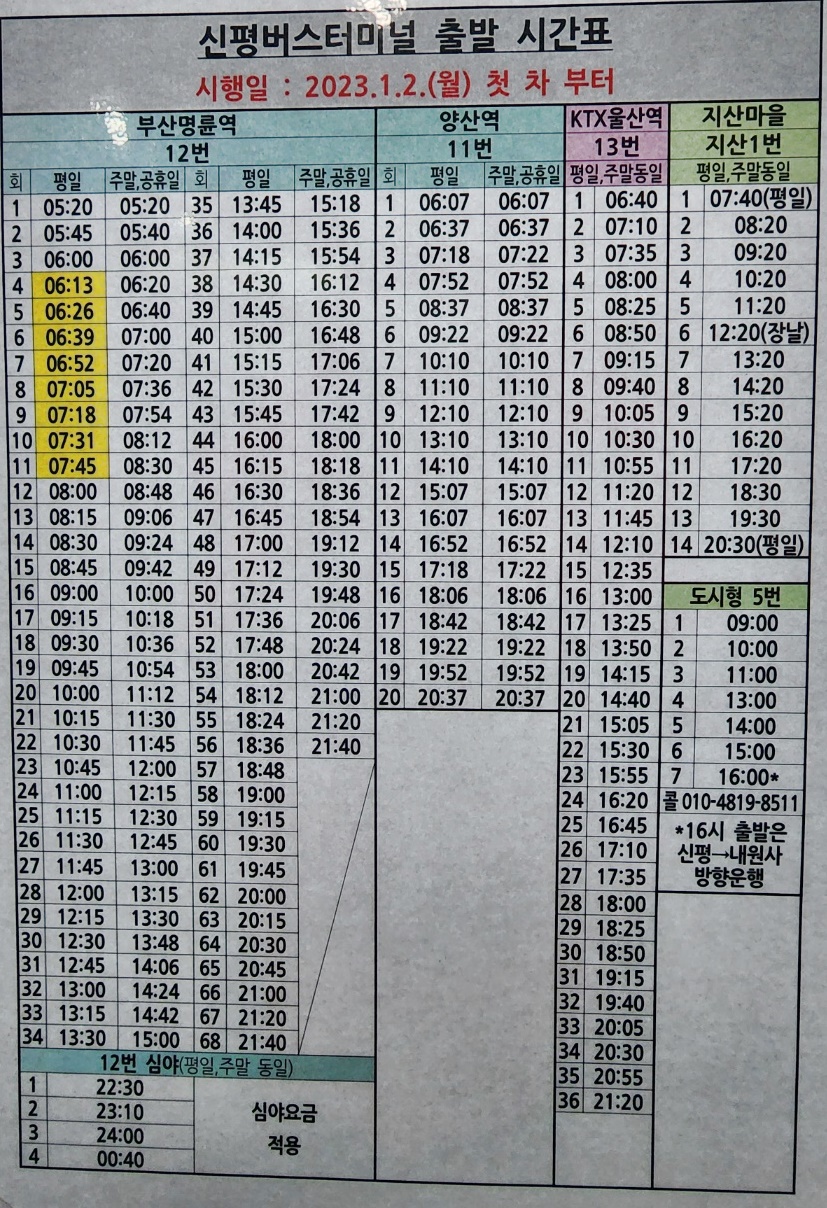 신평버스터미널 출발 시간표
시행일 : 2023.1.2.(월) 첫 차 부터
부산명륜역 양산역 KTX울산역 지산마을
12번 11번 13번 지산1번
회 평일 주말,공휴일 회 평일 주말,공휴일 회 평일 주말,공휴일 평일,주말동일 평일,주말동일
1 05:20 05:20 35 13:45 15:18 1 06:07 06:07 1 06:40 1 07:40(평일)
2 05:45 05:40 36 14:00 15:36 2 06:37 06:37 2 07:10 2 08:20
3 06:00 06:00 37 14:15 15:54 3 07:18 07:22 3 07:35 3 09:20
4 06:13 06:20 38 14:30 16:12 4 07:52 07:52 4 08:00 4 10:20
5 06:26 06:40 39 14:45 16:30 5 08:37 08:37 5 08:25 5 11:20
6 06:39 07:00 40 15:00 16:48 6 09:22 09:22 6 08:50 6 12:20(장날)
7 06:52 07:20 41 15:15 17:06 7 10:10 10:10 7 09:15 7 13:20
8 07:05 07:36 42 15:30 17:24 8 11:10 11:10 8 09:40 8 14:20
9 07:18 07:54 43 15:45 17:42 9 12:10 12:10 9 10:05 9 15:20
10 07:31 08:12 44 16:00 18:00 10 13:10 13:10 10 10:30 10 16:20
11 07:45 08:30 45 16:15 18:18 11 14:10 14:10 11 10:55 11 17:20
12 08:00 08:48 46 16:30 18:36 12 15:07 15:07 12 11:20 12 18:30
13 08:15 09:06 47 16:45 18:54 13 16:07 16:07 13 11:45 13 19:30
14 08:30 09:24 48 17:00 19:12 14 16:52 16:52 14 12:10 14 20:30(평일)
15 08:45 09:42 49 17:12 19:30 15 17:18 17:22 15 12:35
16 09:00 10:00 50 17:24 19:48 16 18:06 18:06 16 13:00 도시형 5번
17 09:15 10:18 51 17:36 20:06 17 18:42 18:42 17 13:25 1 09:00
18 09:30 10:36 52 17:48 20:24 18 19:22 19:22 18 13:50 2 10:00
19 09:45 10:54 53 18:00 20:42 19 19:52 19:52 19 14:15 3 11:00
20 10:00 11:12 54 18:12 21:00 20 20:37 20:37 20 14:40 4 13:00
21 10:15 11:30 55 18:24 21:20 21 15:05 5 14:00
22 10:30 11:45 56 18:36 21:40 22 15:30 6 15:00
23 10:45 12:00 57 18:48 23 15:55 7 16:00*
24 11:00 12:15 58 19:00 24 16:20 콜 010-4819-8511
25 11:15 12:30 59 19:15 25 16:45 *16시 출발은
26 11:30 12:45 60 19:30 26 17:10 신평→내원사
27 11:45 13:00 61 19:45 27 17:35 방향운행
28 12:00 13:15 62 20:00 28 18:00
29 12:15 13:30 63 20:15 29 18:25
30 12:30 13:48 64 20:30 30 18:50
31 12:45 14:06 65 20:45 31 19:15
32 13:00 14:24 66 21:00 32 19:40
33 13:15 14:42 67 21:20 33 20:05
34 13:30 15:00 68 21:40 34 20:30
12번 심야(평일,주말 동일) 35 20:55
1 22:30 36 21:20
2 23:10 심야요금
3 24:00 적용
4 00:40